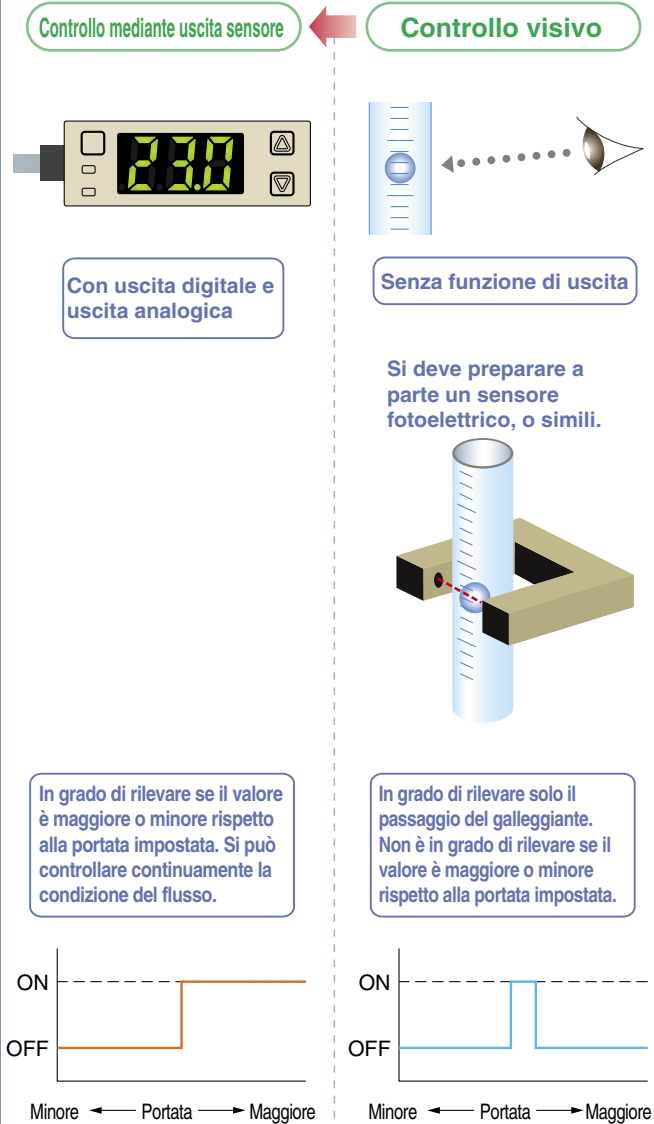 Controllo mediante uscita sensore
Controllo visivo
23.0
Con uscita digitale e
uscita analogica
Senza funzione di uscita
Si deve preparare a
parte un sensore
fotoelettrico, o simili.
In grado di rilevare se il valore
è maggiore o minore rispetto
alla portata impostata. Si può
controllare continuamente la
condizione del flusso.
In grado di rilevare solo il
passaggio del galleggiante.
Non è in grado di rilevare se il
valore è maggiore o minore
rispetto alla portata impostata.
ON
OFF
Minore Portata Maggiore
ON
OFF
Minore Portata Maggiore